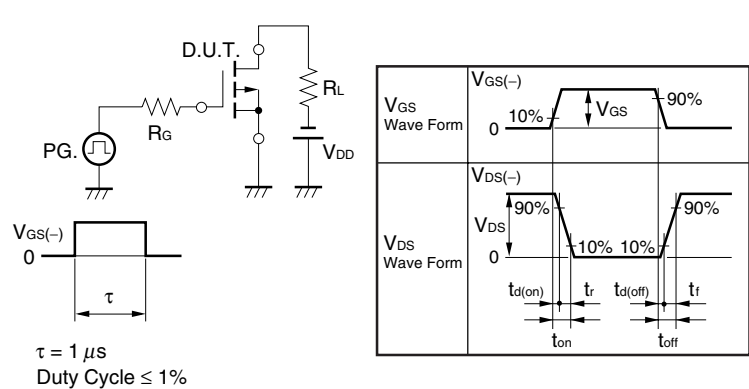 D.U.T.
RL
RG
PG.
VDD
VGS(−)
0
τ
τ = 1 μs
Duty Cycle ≤ 1%
VGS
Wave Form
VGS(−)
10%
VGS
90%
0
VDS
Wave Form
VDS(−)
90%
90%
VDS
10% 10%
0
td(on) tr td(off) tf
ton toff